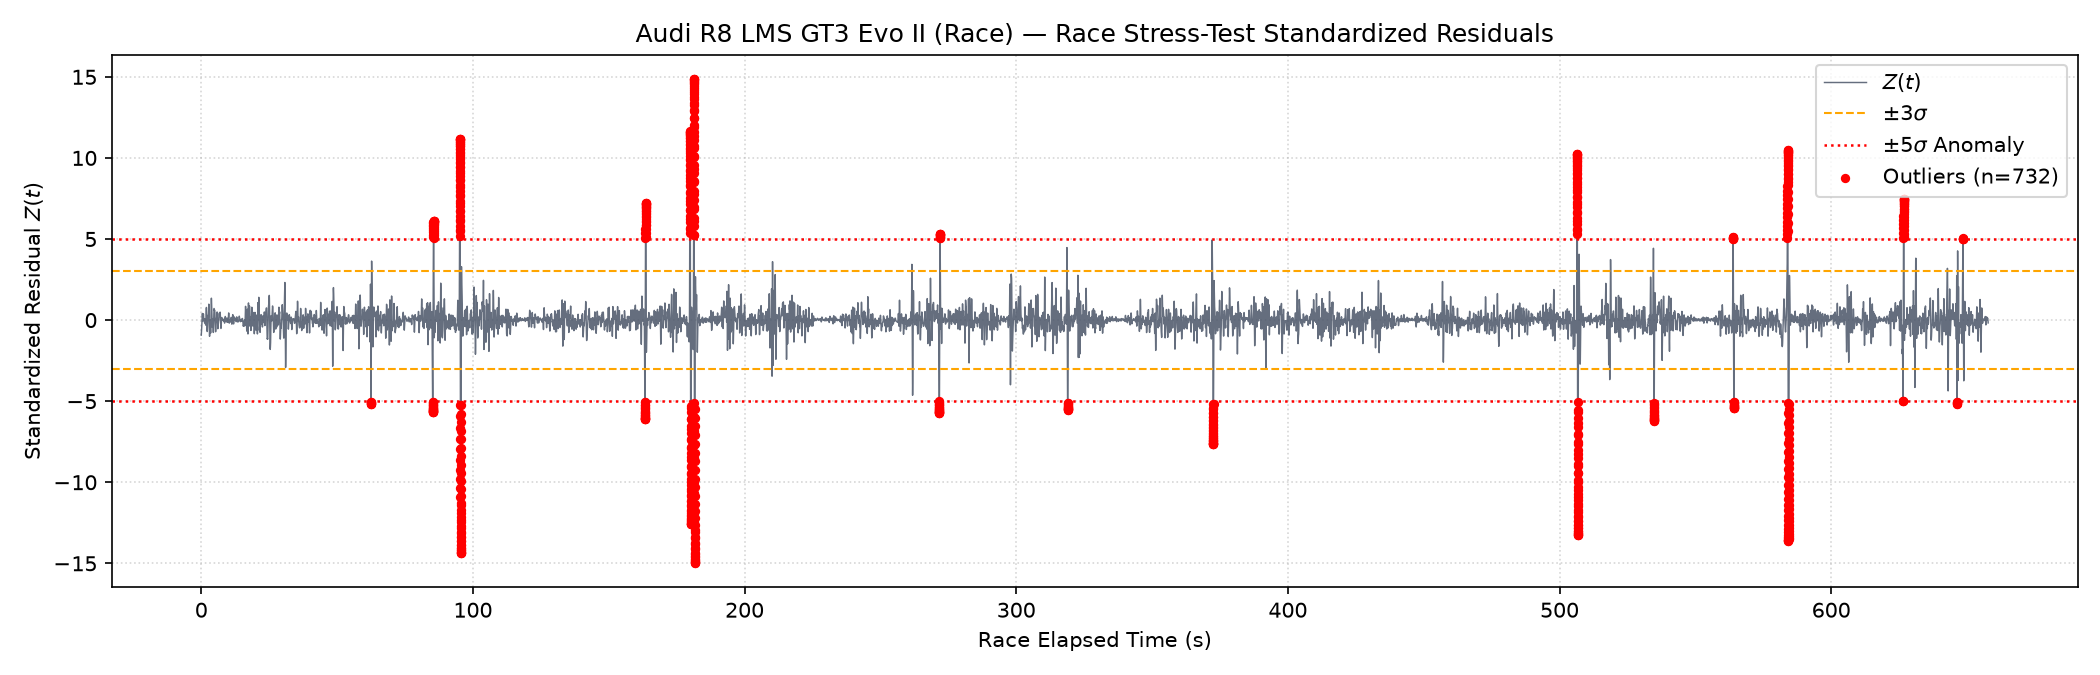 Audi R8 LMS GT3 Evo II (Race) — Race Stress-Test Standardized Residuals
Z(t)
±3σ
±5σ Anomaly
Outliers (n=732)
Standardized Residual Z(t)
15
10
5
0
−5
−10
−15
0 100 200 300 400 500 600
Race Elapsed Time (s)